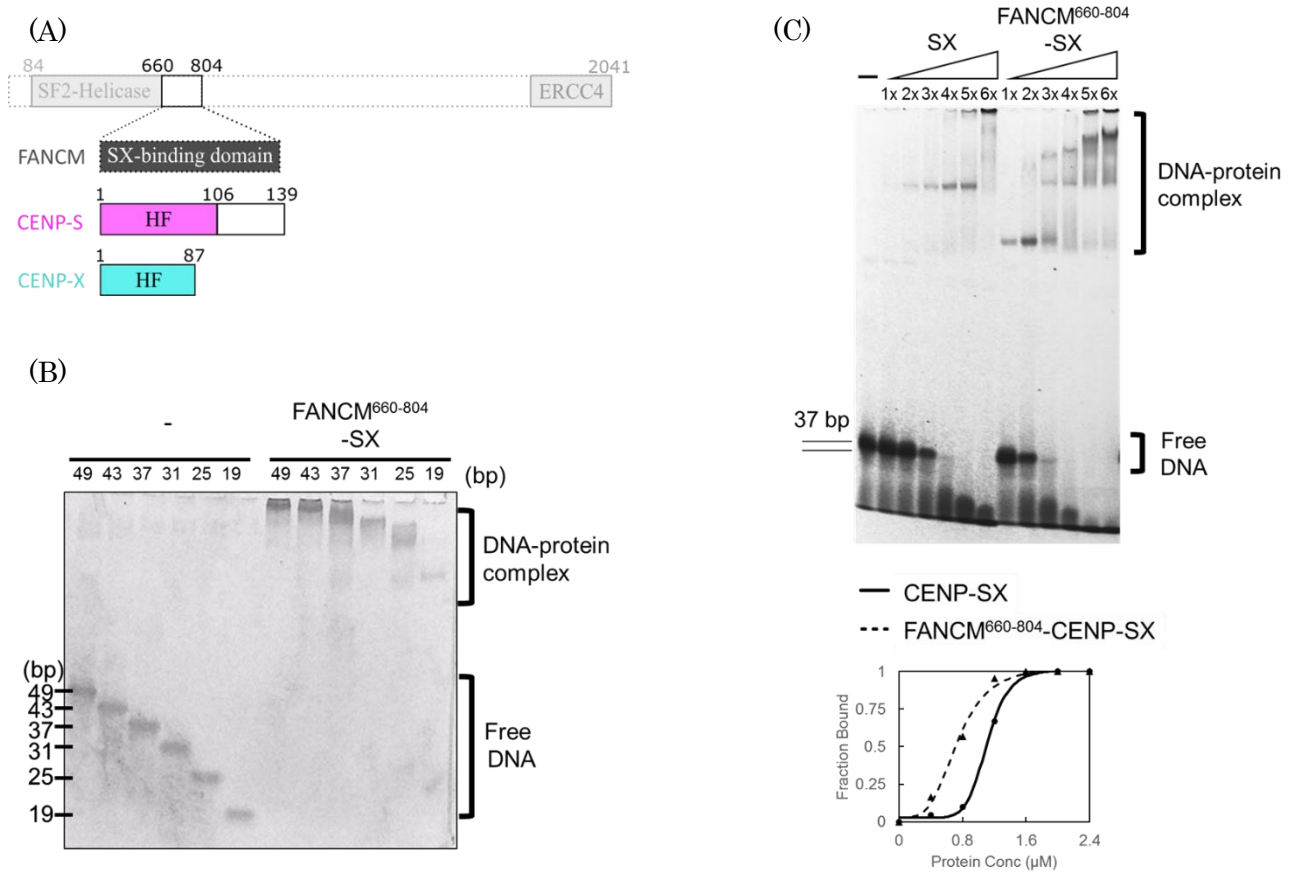 (A)
84 660 804 2041
SF2-Helicase ERCC4
FANCM SX-binding domain
1 106 139
CENP-S HF
1 87
CENP-X HF
(B)
- FANCM660-804
-SX
49 43 37 31 25 19 49 43 37 31 25 19 (bp)
DNA-protein
complex
(bp)
49
43
37
31
25
19
Free
DNA
(C)
FANCM660-804
SX -SX
– 1x 2x 3x 4x 5x 6x 1x 2x 3x 4x 5x 6x
DNA-protein
complex
37 bp
Free
DNA
CENP-SX
FANCM660-804-CENP-SX
1
0.75
0.5
0.25
0
Fraction Bound
0 0.8 1.6 2.4
Protein Conc (µM)